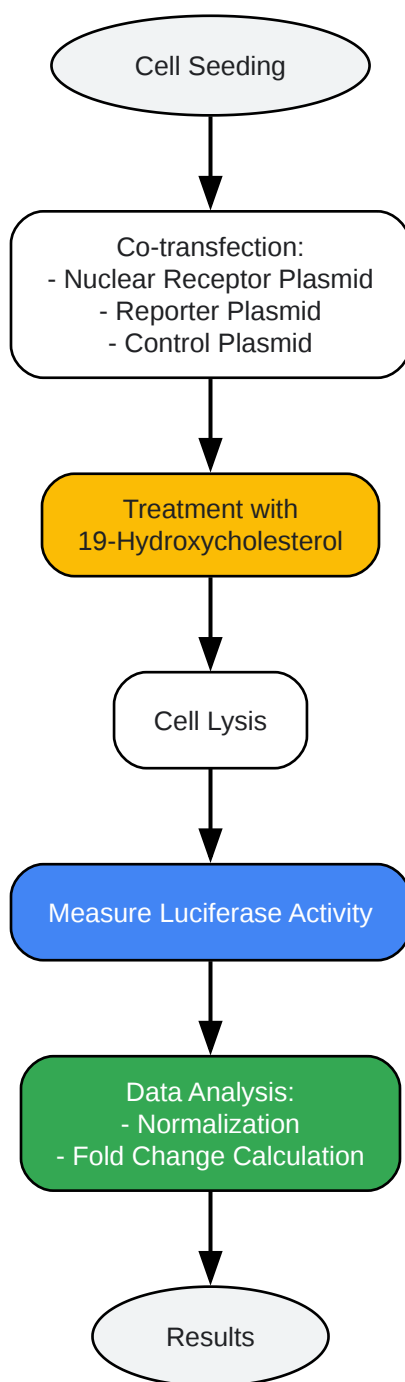 Cell Seeding
Co-transfection:
- Nuclear Receptor Plasmid
- Reporter Plasmid
- Control Plasmid
Treatment with
19-Hydroxycholesterol
Cell Lysis
Measure Luciferase Activity
Data Analysis:
- Normalization
- Fold Change Calculation
Results